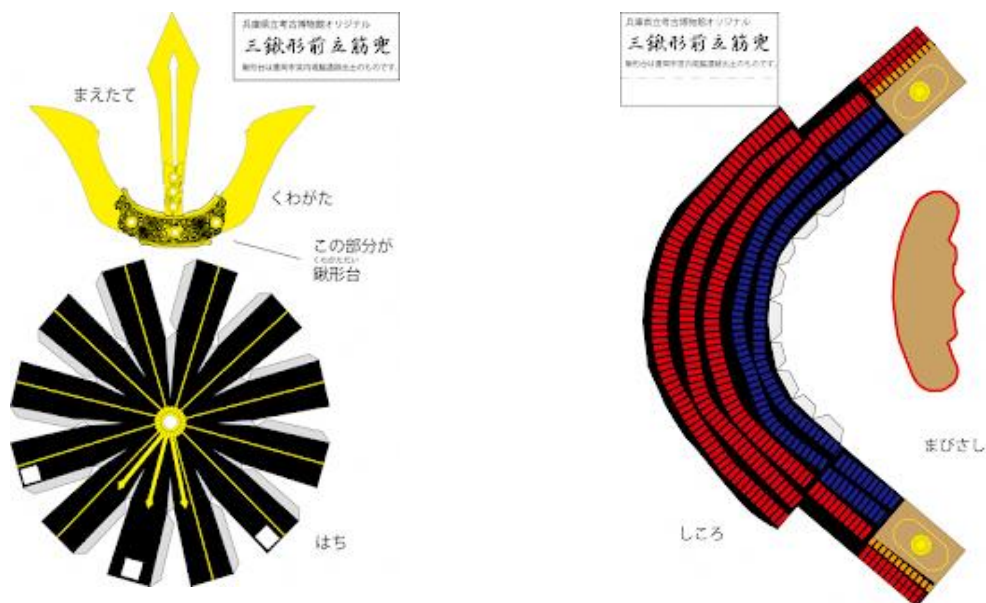 兵庫県立考古博物館オリジナル
三鍬形前立筋兜
まえたて
くわがた
この部分が
くわがただい
鍬形台
はち
兵庫県立考古博物館オリジナル
三鍬形前立筋兜
しころ
まびさし